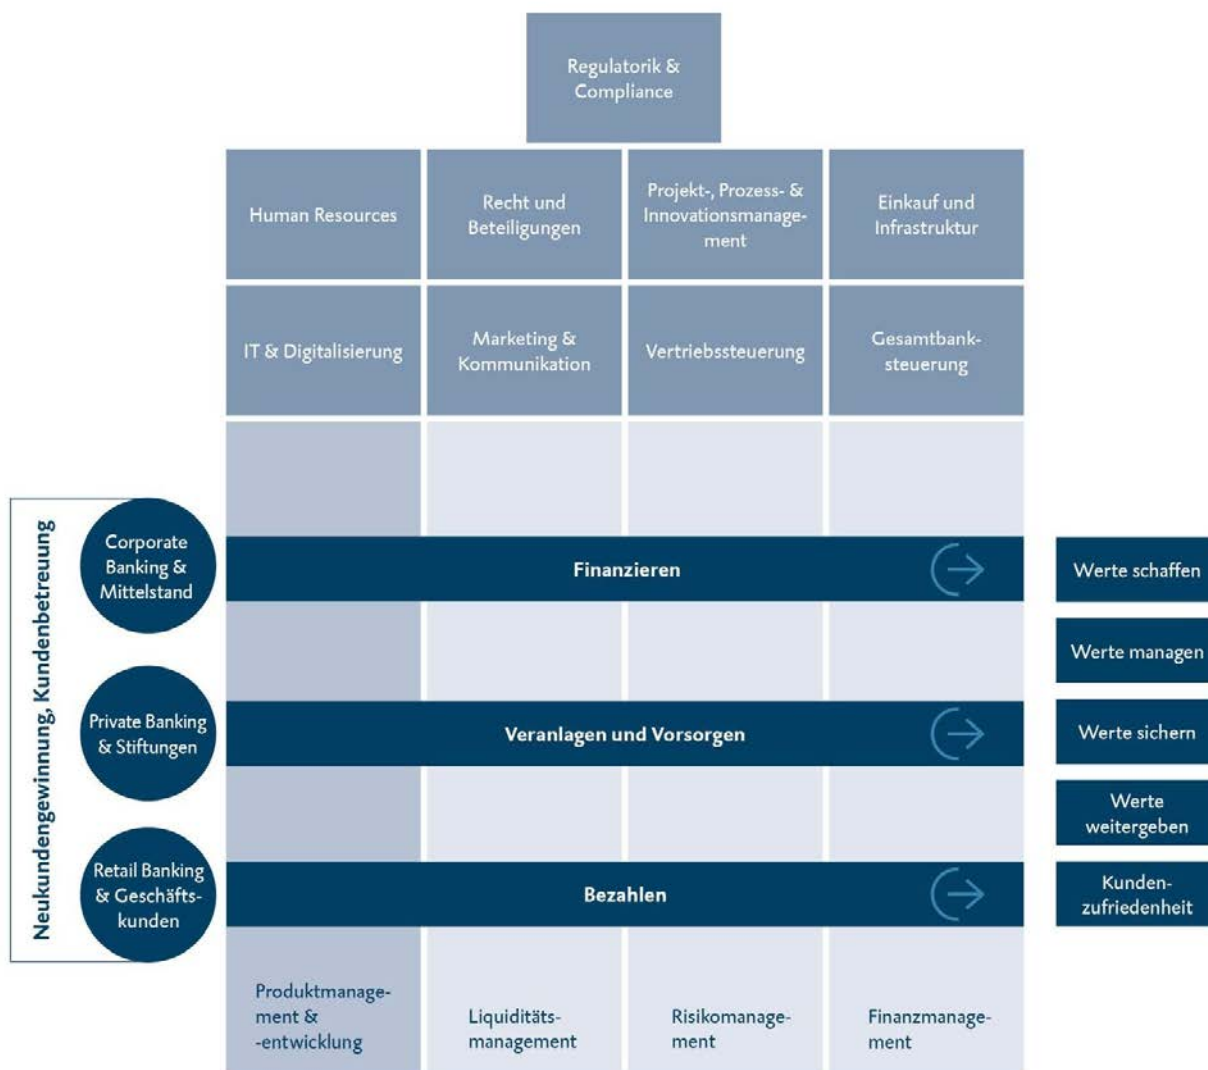 Regulatorik &
Compliance
Human Resources
Recht und
Beteiligungen
Projekt-, Prozess- &
Innovationsmanage-
ment
Einkauf und
Infrastruktur
IT & Digitalisierung
Marketing &
Kommunikation
Vertriebssteuerung
Gesamtbank-
steuerung
Neukundengewinnung, Kundenbetreuung
Corporate
Banking &
Mittelstand
Finanzieren
Werte schaffen
Werte managen
Private Banking
& Stiftungen
Veranlagen und Vorsorgen
Werte sichern
Werte
weitergeben
Retail Banking
& Geschäfts-
kunden
Bezahlen
Kunden-
zufriedenheit
Produktmanage-
ment &
-entwicklung
Liquiditäts-
management
Risikomanage-
ment
Finanzmanage-
ment